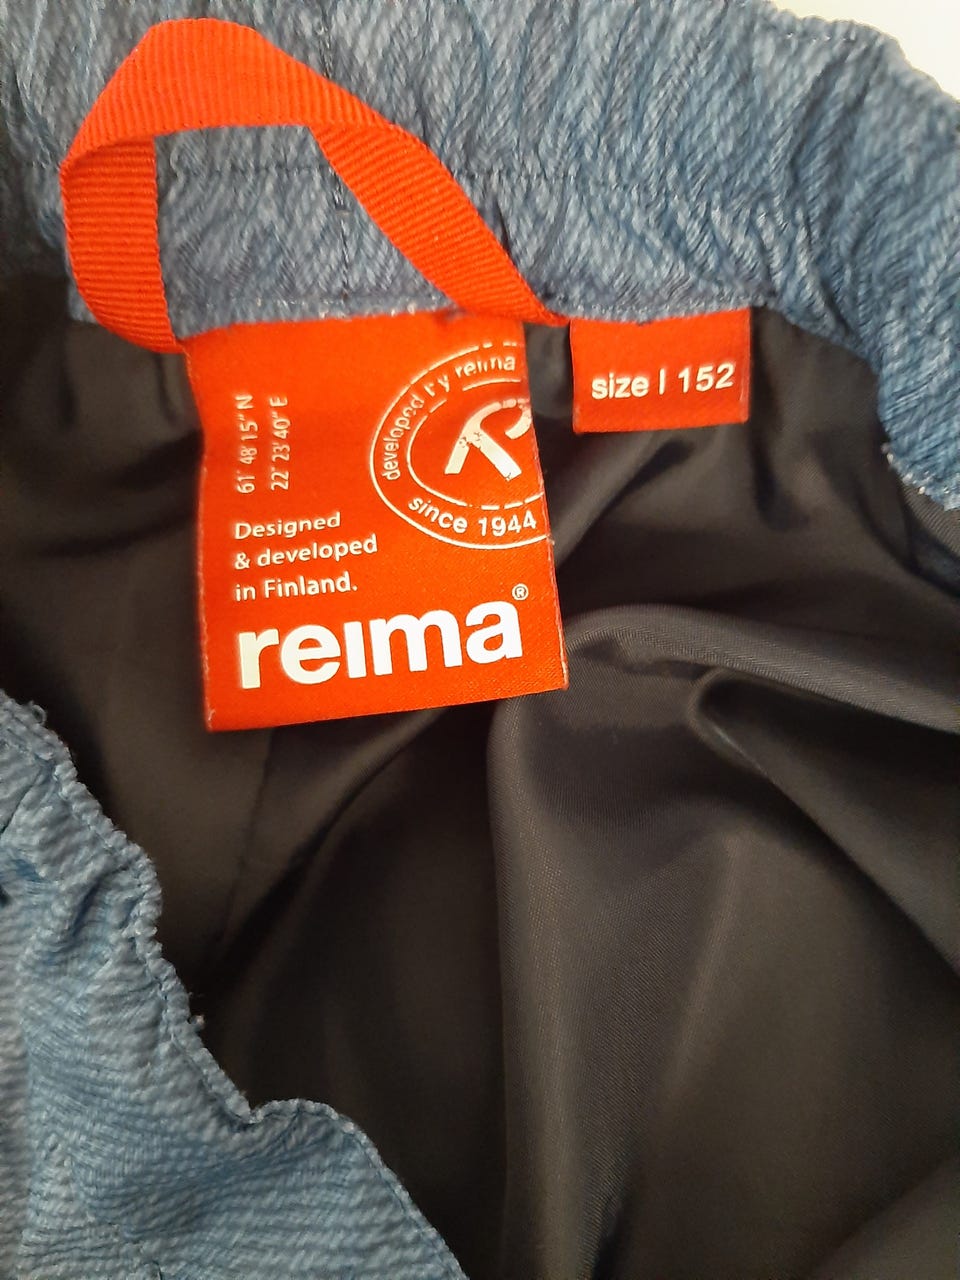 61° 48' 15" N
22° 23' 40" E
developed by reima
since 1944
Designed
& developed
in Finland.
reima®
size | 152